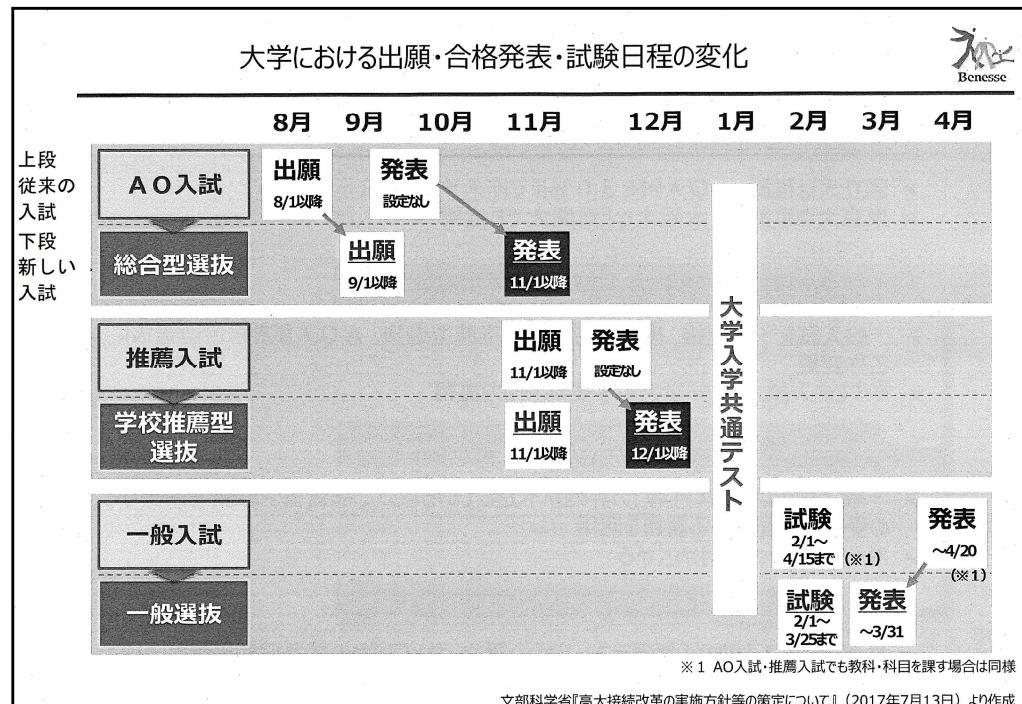 大学における出願・合格発表・試験日程の変化
Benesse
8月 9月 10月 11月 12月 1月 2月 3月 4月
上段
従来の
入試
下段
新しい
入試
AO入試
出願
8/1以降
発表
設定なし
総合型選抜
出願
9/1以降
発表
11/1以降
推薦入試
出願
11/1以降
発表
設定なし
学校推薦型
選抜
出願
11/1以降
発表
12/1以降
大学入学共通テスト
一般入試
試験
2/1～
4/15まで (※1)
発表
～4/20
(※1)
一般選抜
試験
2/1～
3/25まで
発表
～3/31
※1 AO入試・推薦入試でも教科・科目を課す場合は同様
文部科学省『高大接続改革の実施方針等の策定について』(2017年7月13日) より作成